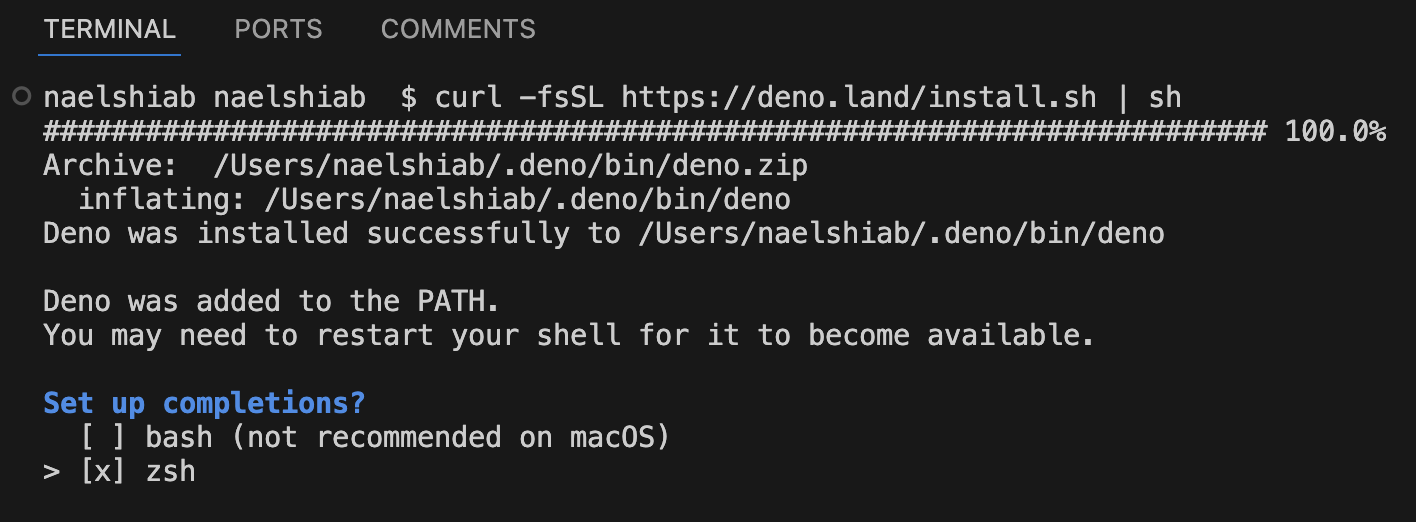 TERMINAL PORTS COMMENTS
naelshiab naelshiab  $ curl -fsSL https://deno.land/install.sh | sh
######################################################################## 100.0%
Archive:  /Users/naelshiab/.deno/bin/deno.zip
  inflating: /Users/naelshiab/.deno/bin/deno
Deno was installed successfully to /Users/naelshiab/.deno/bin/deno
Deno was added to the PATH.
You may need to restart your shell for it to become available.
Set up completions?
  [ ] bash (not recommended on macOS)
> [x] zsh